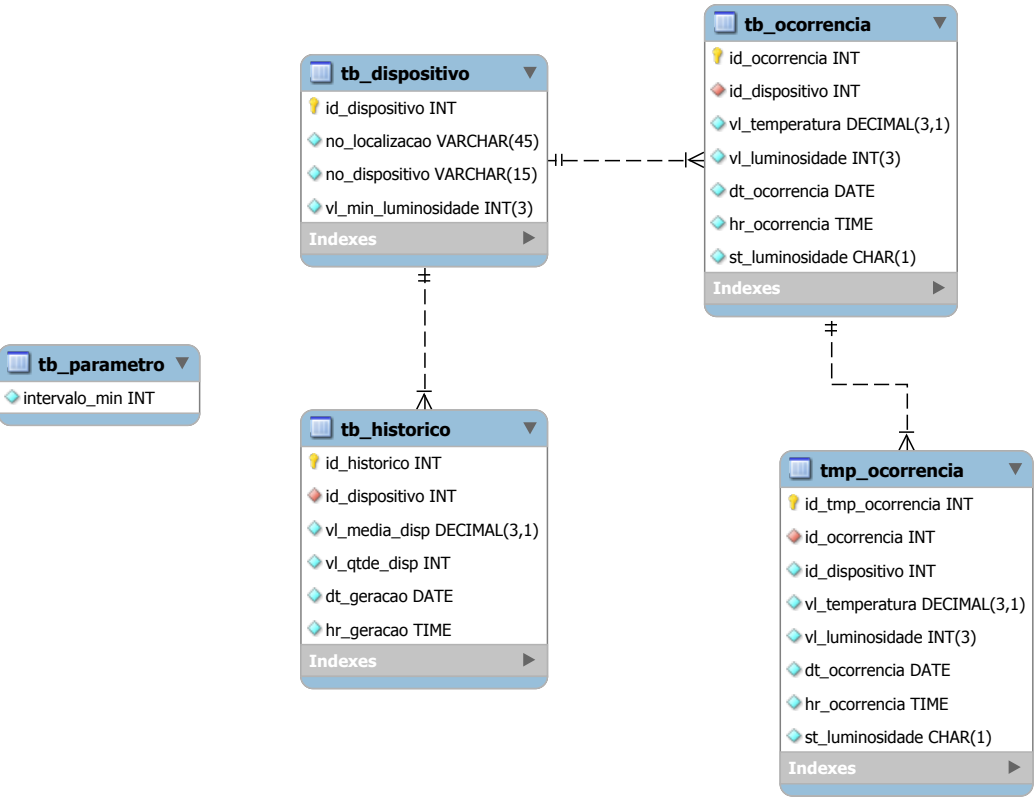 tb_ocorrencia
id_ocorrencia INT
id_dispositivo INT
vl_temperatura DECIMAL(3,1)
vl_luminosidade INT(3)
dt_ocorrencia DATE
hr_ocorrencia TIME
st_luminosidade CHAR(1)
Indexes
tb_dispositivo
id_dispositivo INT
no_localizacao VARCHAR(45)
no_dispositivo VARCHAR(15)
vl_min_luminosidade INT(3)
Indexes
tb_parametro
intervalo_min INT
tb_historico
id_historico INT
id_dispositivo INT
vl_media_disp DECIMAL(3,1)
vl_qtde_disp INT
dt_geracao DATE
hr_geracao TIME
Indexes
tmp_ocorrencia
id_tmp_ocorrencia INT
id_ocorrencia INT
id_dispositivo INT
vl_temperatura DECIMAL(3,1)
vl_luminosidade INT(3)
dt_ocorrencia DATE
hr_ocorrencia TIME
st_luminosidade CHAR(1)
Indexes